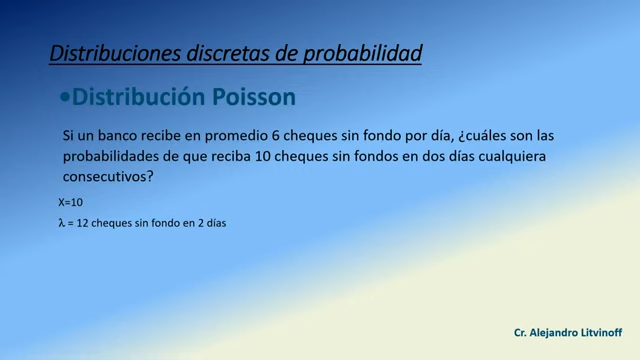 Distribuciones discretas de probabilidad
•Distribución Poisson
Si un banco recibe en promedio 6 cheques sin fondo por día, ¿cuáles son las
probabilidades de que reciba 10 cheques sin fondos en dos días cualquiera
consecutivos?
X=10
λ = 12 cheques sin fondo en 2 días
Cr. Alejandro Litvinoff